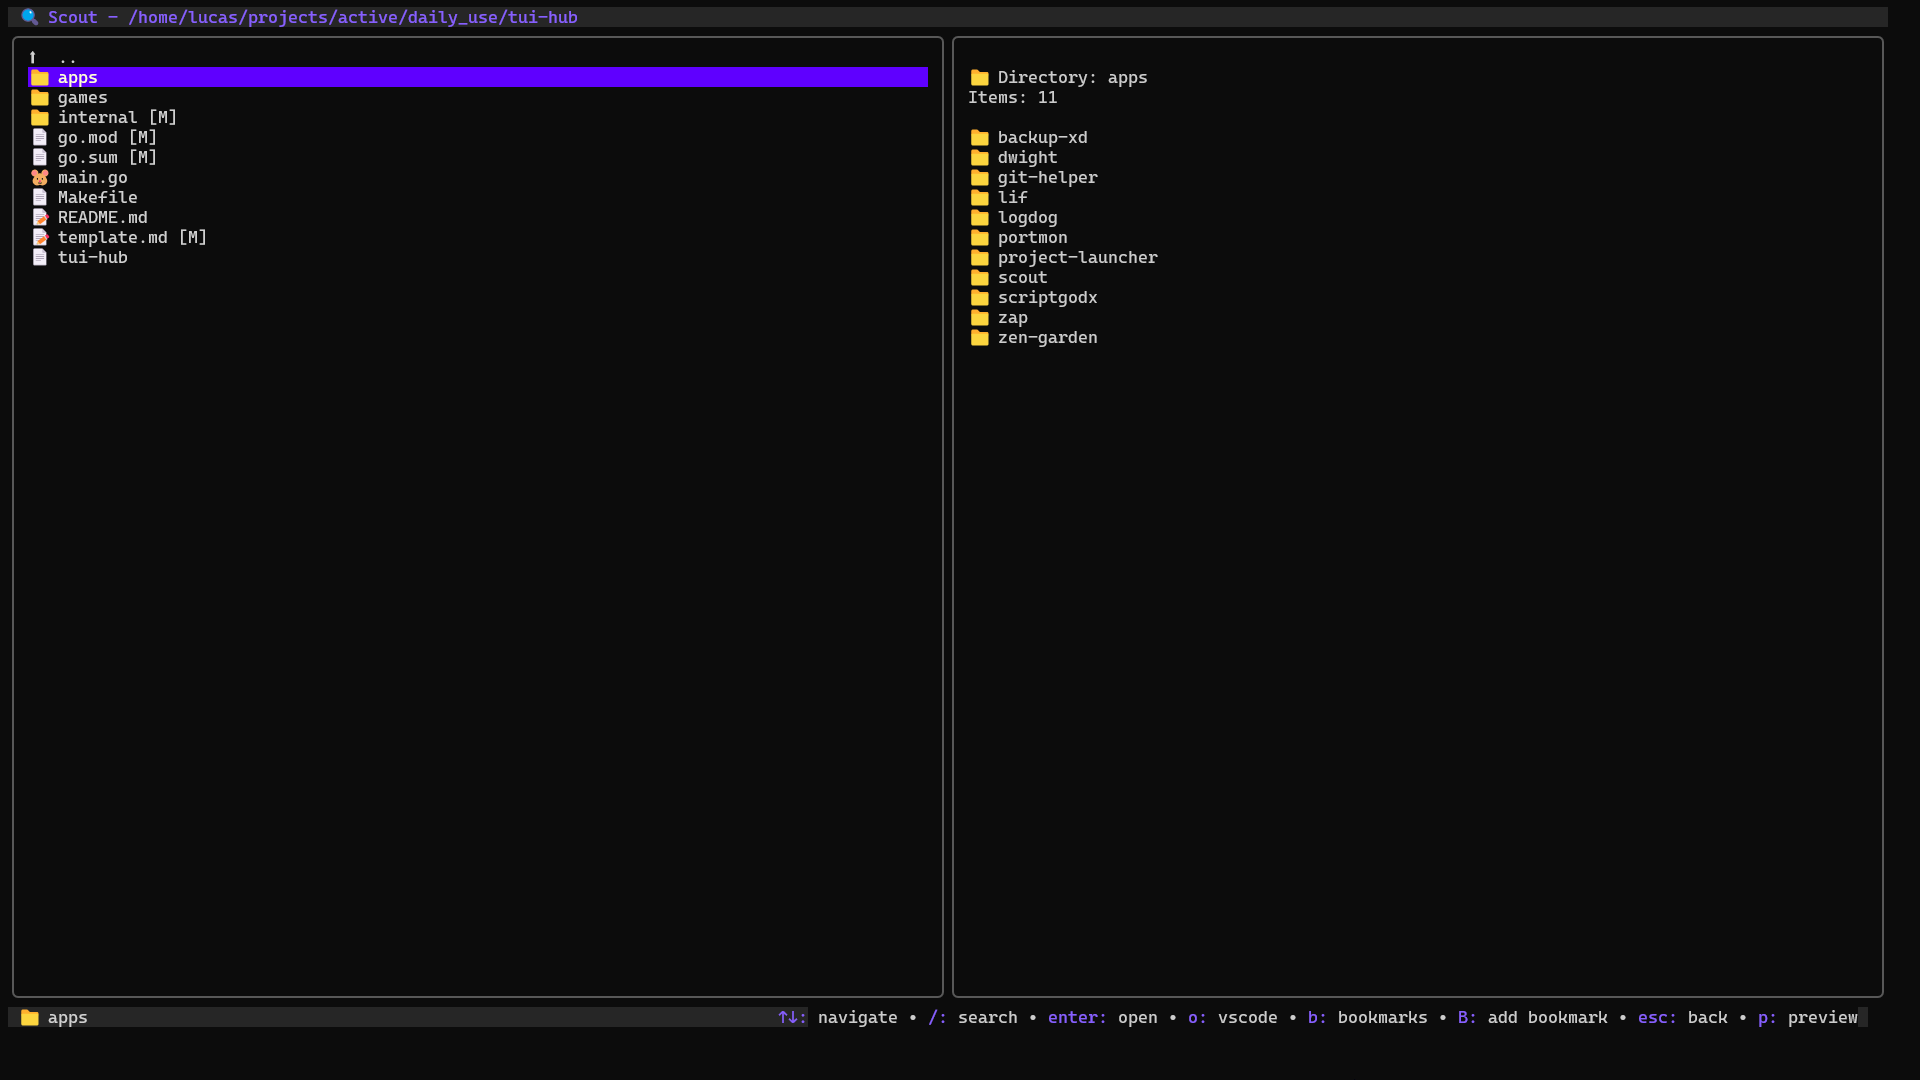 Scout - /home/lucas/projects/active/daily_use/tui-hub
..
apps
games
internal [M]
go.mod [M]
go.sum [M]
main.go
Makefile
README.md
template.md [M]
tui-hub
Directory: apps
Items: 11
backup-xd
dwight
git-helper
lif
logdog
portmon
project-launcher
scout
scriptgodx
zap
zen-garden
apps
↑↓: navigate • /: search • enter: open • o: vscode • b: bookmarks • B: add bookmark • esc: back • p: preview